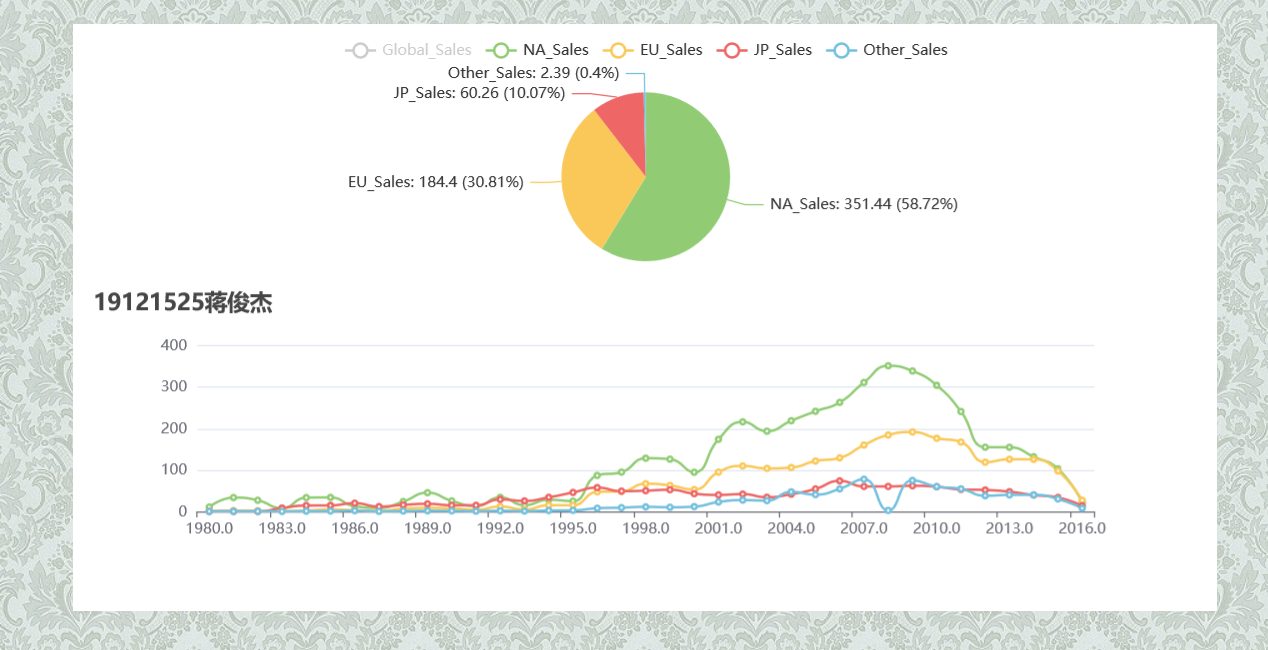 Global_Sales NA_Sales EU_Sales JP_Sales Other_Sales
Other_Sales: 2.39 (0.4%)
JP_Sales: 60.26 (10.07%)
EU_Sales: 184.4 (30.81%)
NA_Sales: 351.44 (58.72%)
19121525蒋俊杰
400
300
200
100
0
1980.0 1983.0 1986.0 1989.0 1992.0 1995.0 1998.0 2001.0 2004.0 2007.0 2010.0 2013.0 2016.0